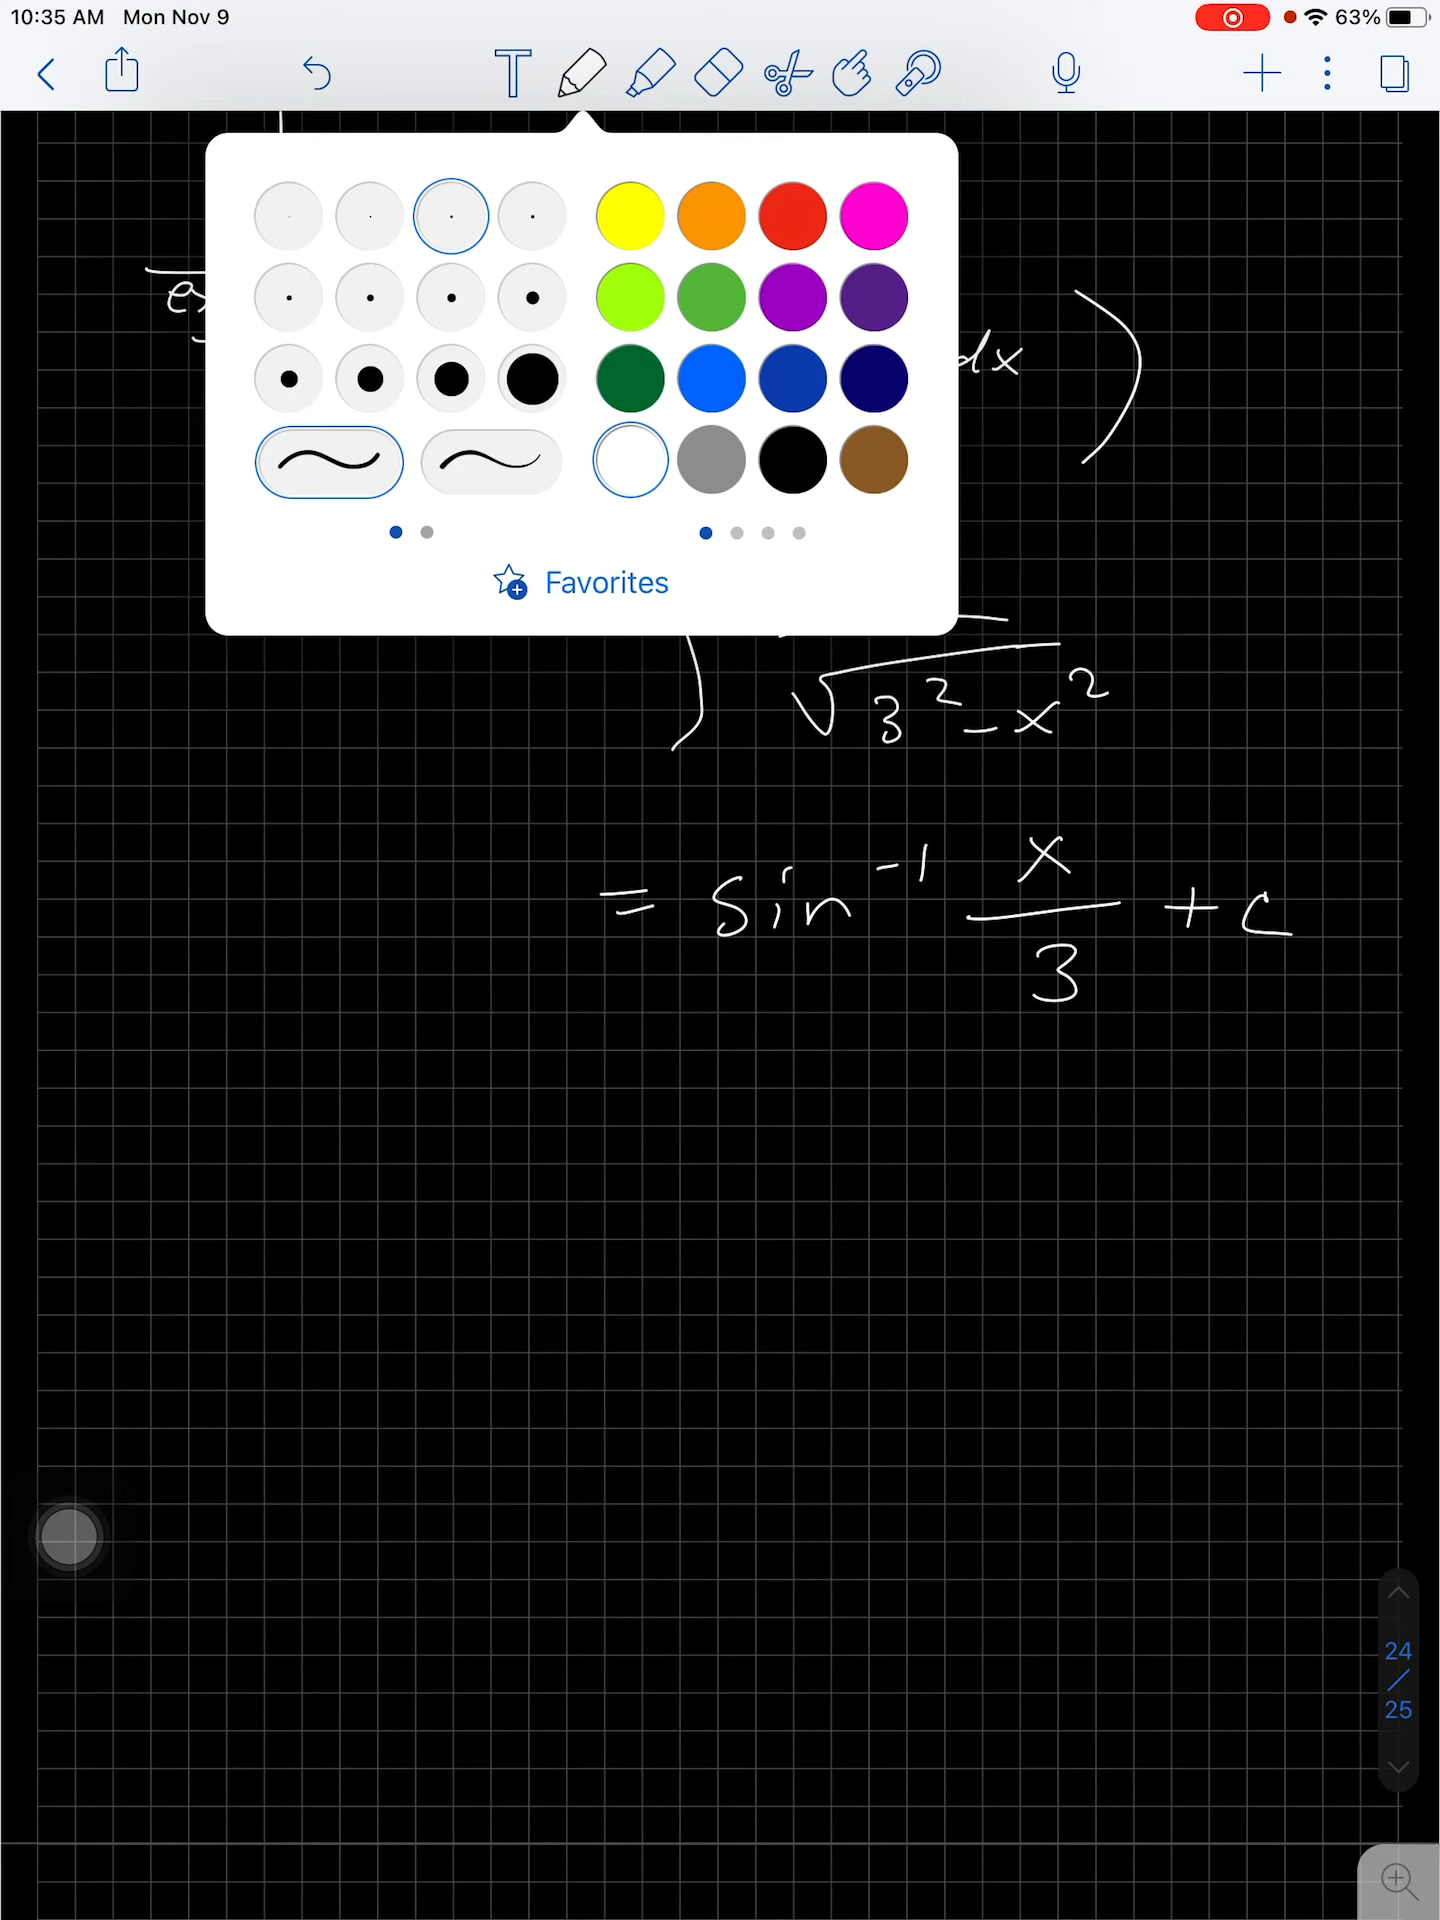 10:35 AM Mon Nov 9 63%
T
dx
Favorites
√3²-x²
= sin⁻¹ x/3 + c
24
/
25